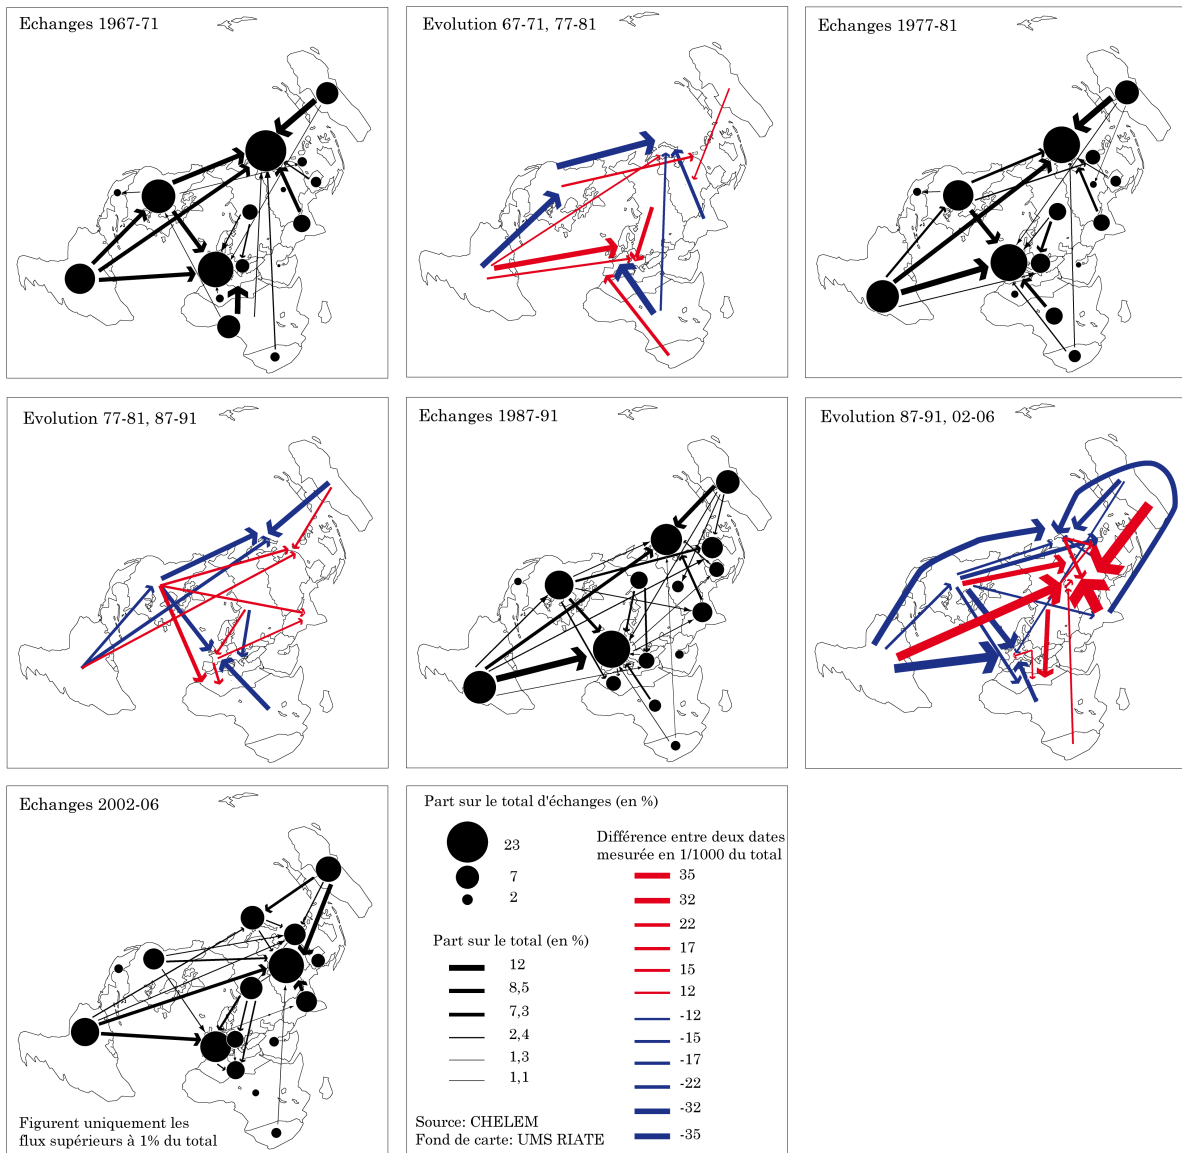 Echanges 1967-71
Evolution 67-71, 77-81
Echanges 1977-81
Evolution 77-81, 87-91
Echanges 1987-91
Evolution 87-91, 02-06
Echanges 2002-06
Figurent uniquement les
flux supérieurs à 1% du total
Part sur le total d'échanges (en %)
23
7
2
Part sur le total (en %)
12
8,5
7,3
2,4
1,3
1,1
Différence entre deux dates
mesurée en 1/1000 du total
35
32
22
17
15
12
-12
-15
-17
-22
-32
-35
Source: CHELEM
Fond de carte: UMS RIATE